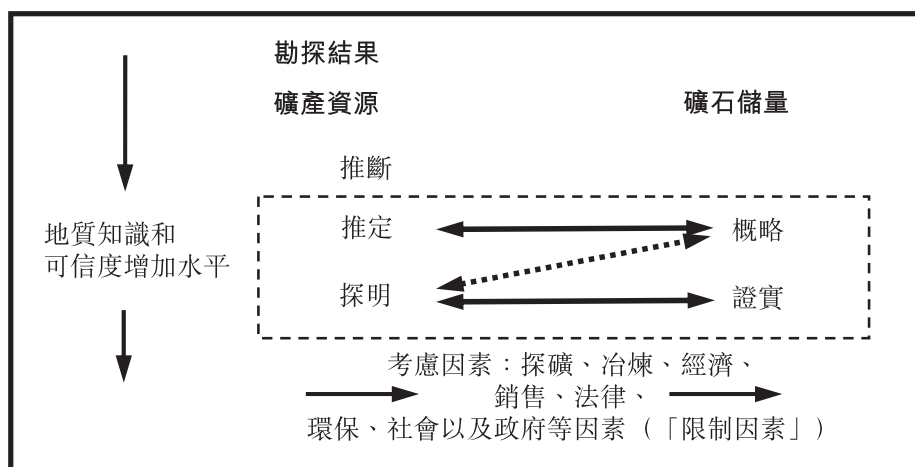 勘探結果
礦產資源
礦石儲量
推斷
地質知識和
可信度增加水平
推定
概略
探明
證實
考慮因素：探礦、冶煉、經濟、
銷售、法律、
環保、社會以及政府等因素（「限制因素」）